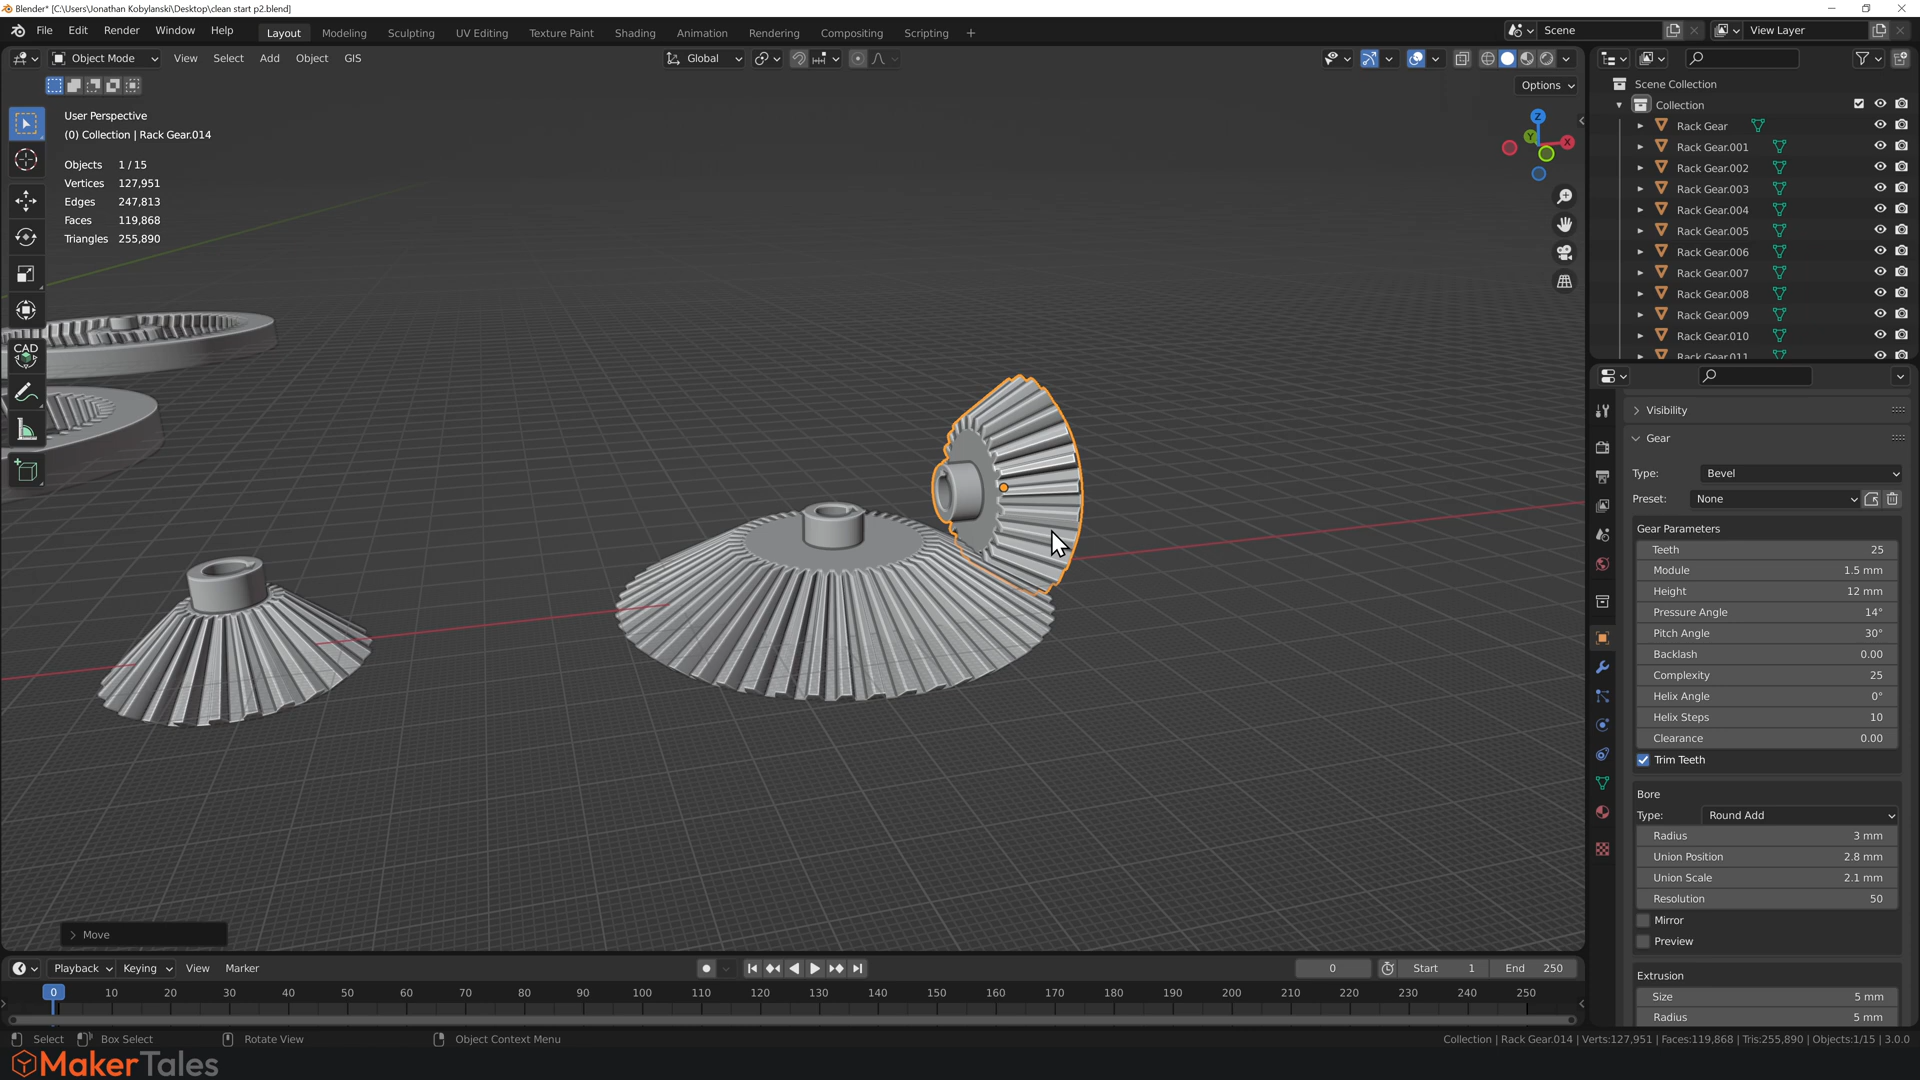 Blender* [C:\Users\Jonathan Kobylanski\Desktop\clean start p2.blend]
File Edit Render Window Help
Layout Modeling Sculpting UV Editing Texture Paint Shading Animation Rendering Compositing Scripting +
Scene
View Layer
Object Mode View Select Add Object GIS
Global
Options
User Perspective
(0) Collection | Rack Gear.014
Objects 1 / 15
Vertices 127,951
Edges 247,813
Faces 119,868
Triangles 255,890
CAD
Z
Y
X
Move
Scene Collection
Collection
Rack Gear
Rack Gear.001
Rack Gear.002
Rack Gear.003
Rack Gear.004
Rack Gear.005
Rack Gear.006
Rack Gear.007
Rack Gear.008
Rack Gear.009
Rack Gear.010
Rack Gear.011
Visibility
Gear
Type: Bevel
Preset: None
Gear Parameters
Teeth 25
Module 1.5 mm
Height 12 mm
Pressure Angle 14°
Pitch Angle 30°
Backlash 0.00
Complexity 25
Helix Angle 0°
Helix Steps 10
Clearance 0.00
Trim Teeth
Bore
Type: Round Add
Radius 3 mm
Union Position 2.8 mm
Union Scale 2.1 mm
Resolution 50
Mirror
Preview
Extrusion
Size 5 mm
Radius 5 mm
Playback Keying View Marker
0 Start 1 End 250
0 10 20 30 40 50 60 70 80 90 100 110 120 130 140 150 160 170 180 190 200 210 220 230 240 250
Select Box Select Rotate View Object Context Menu
Collection | Rack Gear.014 | Verts:127,951 | Faces:119,868 | Tris:255,890 | Objects:1/15 | 3.0.0
MakerTales